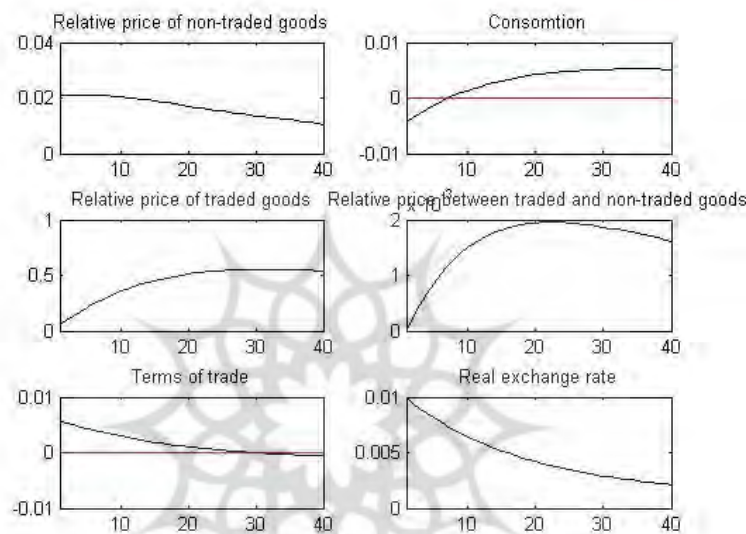 Relative price of non-traded goods
0.04
0.02
0
10 20 30 40
Consomtion
0.01
0
-0.01
10 20 30 40
Relative price of traded goods
1
0.5
0
10 20 30 40
Relative price between traded and non-traded goods
x 10⁻³
2
1
0
10 20 30 40
Terms of trade
0.01
0
-0.01
10 20 30 40
Real exchange rate
0.01
0.005
0
10 20 30 40